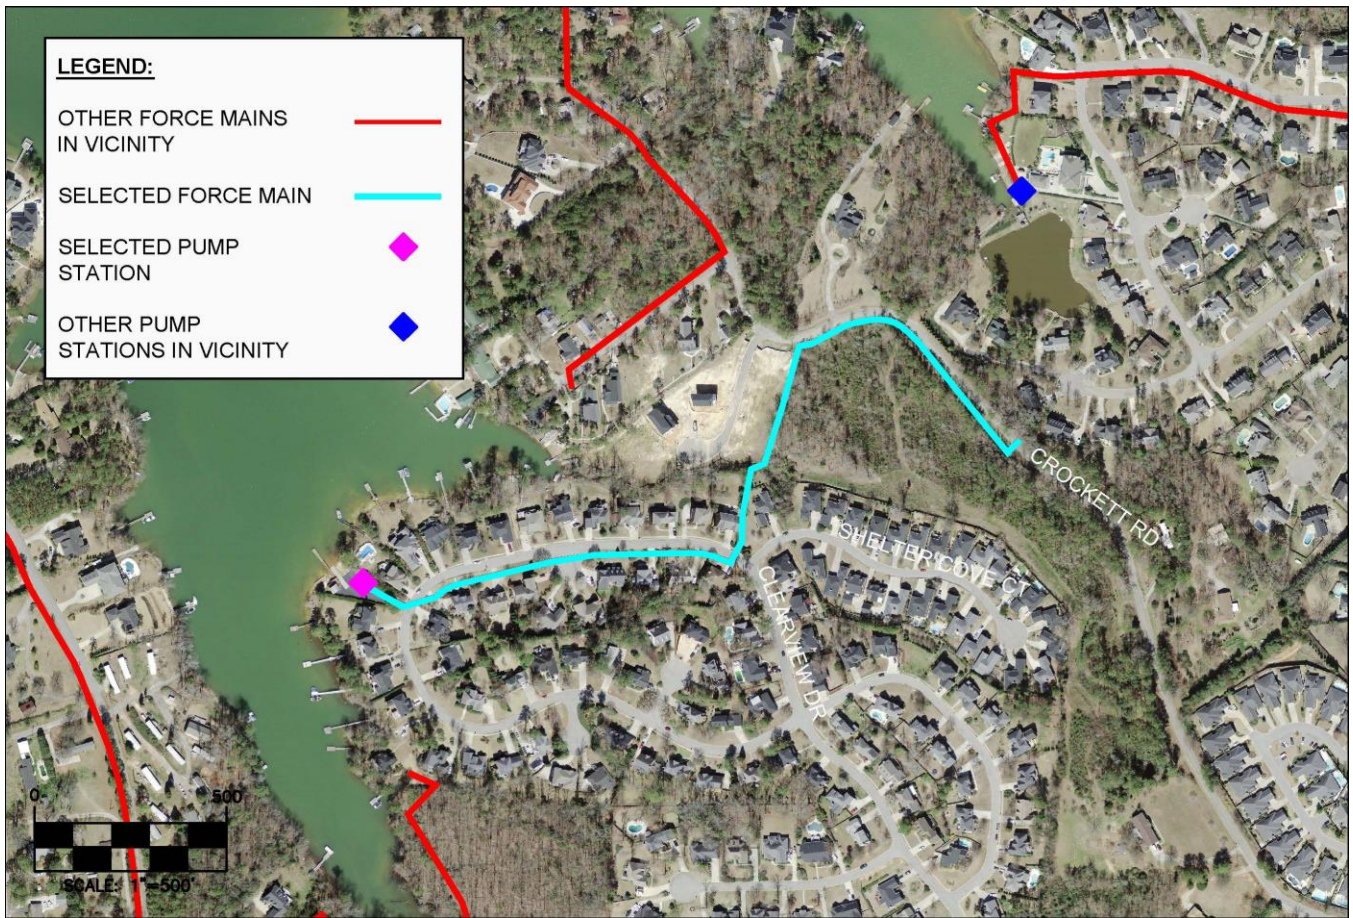 LEGEND:
OTHER FORCE MAINS
IN VICINITY
SELECTED FORCE MAIN
SELECTED PUMP
STATION
OTHER PUMP
STATIONS IN VICINITY
CROCKETT RD
SHELTER COVE CT
CLEARVIEW DR
0 500
SCALE: 1"=500'